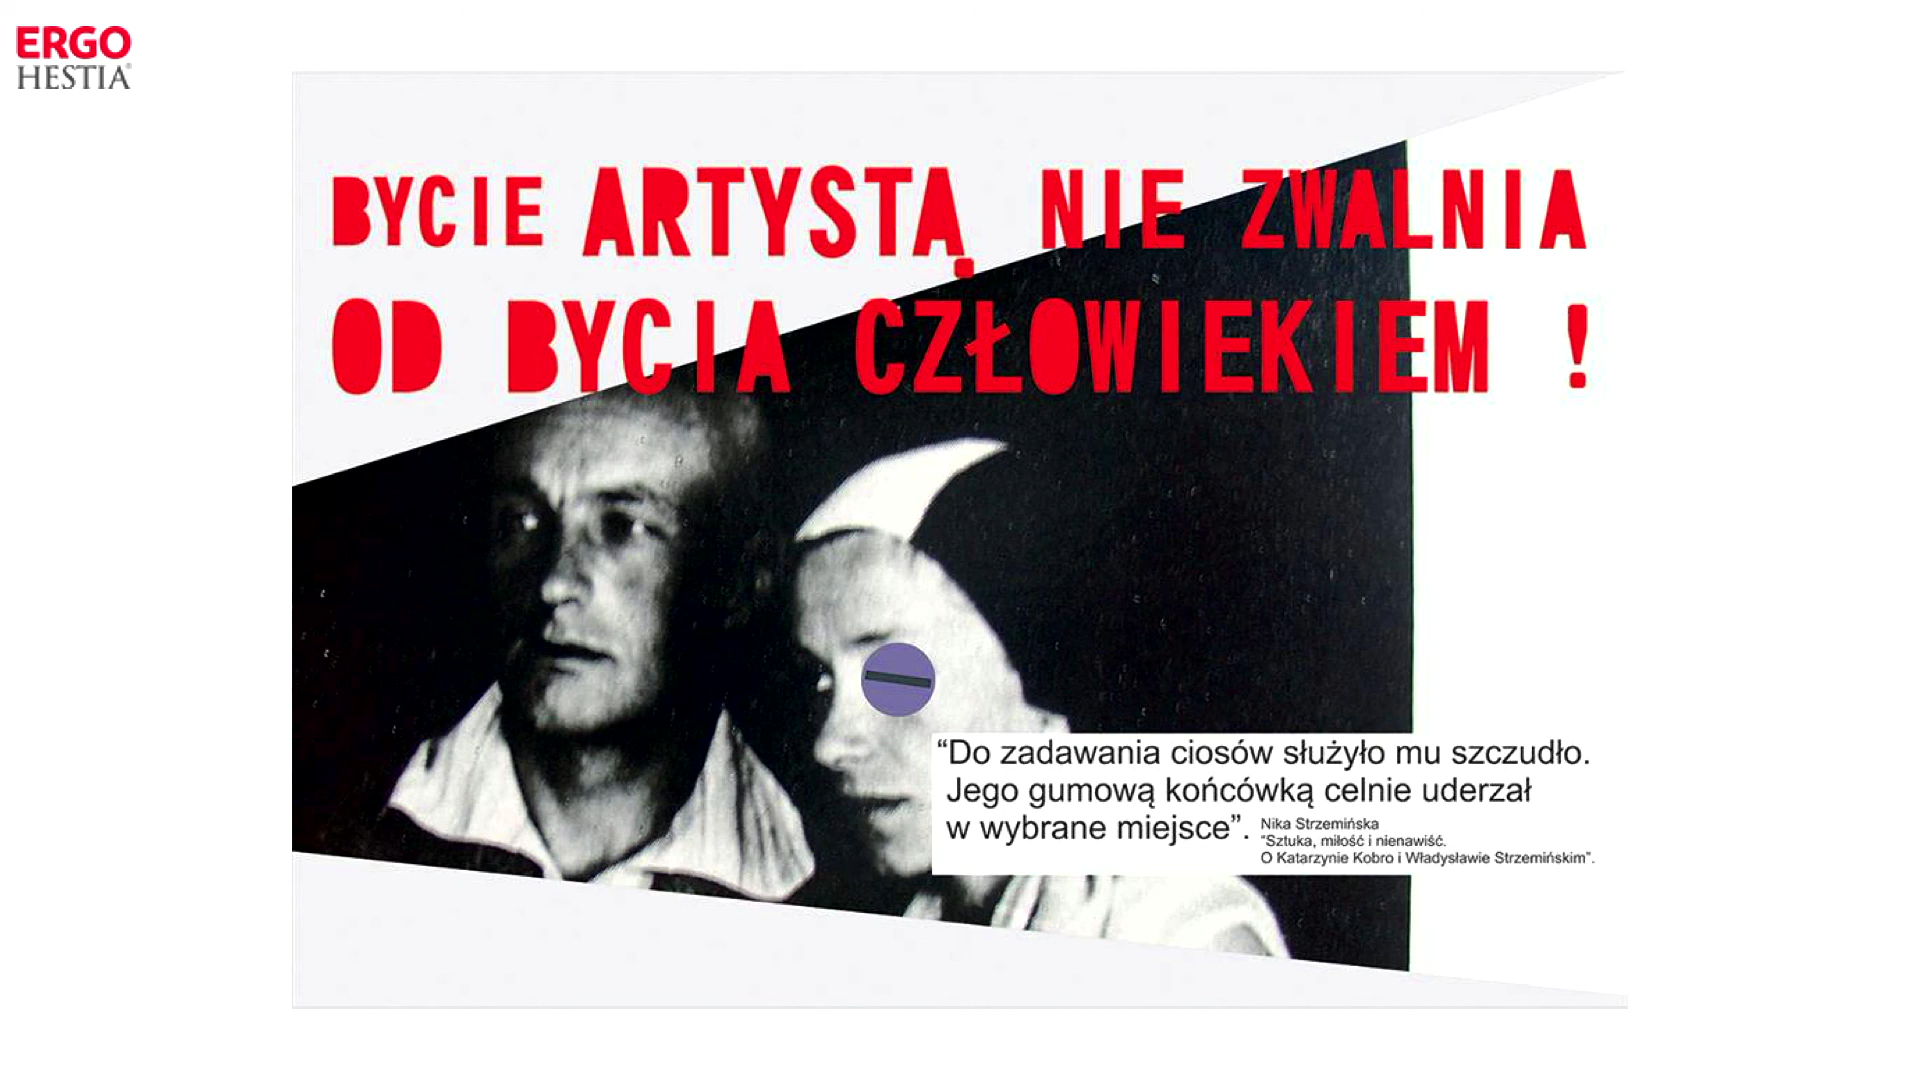 ERGO
HESTIA®
BYCIE ARTYSTĄ NIE ZWALNIA
OD BYCIA CZŁOWIEKIEM !
“Do zadawania ciosów służyło mu szczudło.
Jego gumową końcówką celnie uderzał
w wybrane miejsce”.
Nika Strzemińska
“Sztuka, miłość i nienawiść.
O Katarzynie Kobro i Władysławie Strzemińskim”.